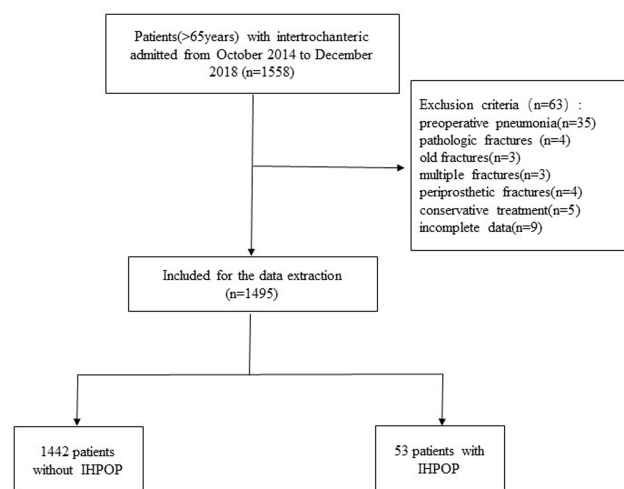 Patients(>65years) with intertrochanteric
admitted from October 2014 to December
2018 (n=1558)
Exclusion criteria（n=63）:
preoperative pneumonia(n=35)
pathologic fractures (n=4)
old fractures(n=3)
multiple fractures(n=3)
periprosthetic fractures(n=4)
conservative treatment(n=5)
incomplete data(n=9)
Included for the data extraction
(n=1495)
1442 patients
without IHPOP
53 patients with
IHPOP